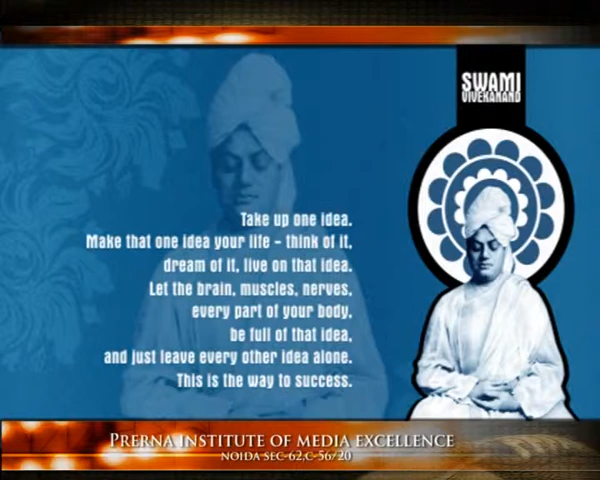 SWAMI
VIVEKANAND
Take up one idea.
Make that one idea your life - think of it,
dream of it, live on that idea.
Let the brain, muscles, nerves,
every part of your body,
be full of that idea,
and just leave every other idea alone.
This is the way to success.
PRERNA INSTITUTE OF MEDIA EXCELLENCE
NOIDA SEC-62,C-56/20